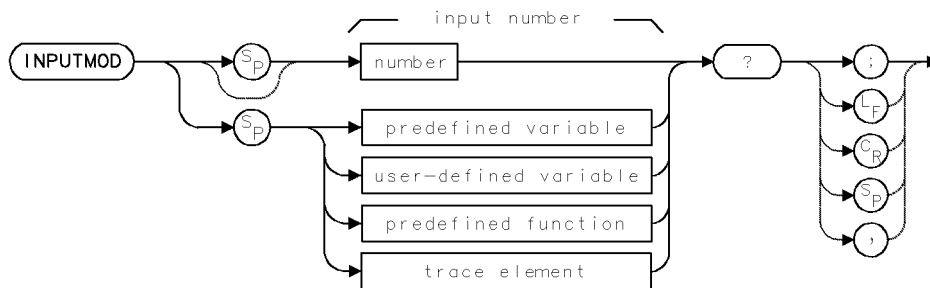 input number
INPUTMOD
SP
number
?
;
SP
predefined variable
LF
user-defined variable
CR
predefined function
SP
trace element
,